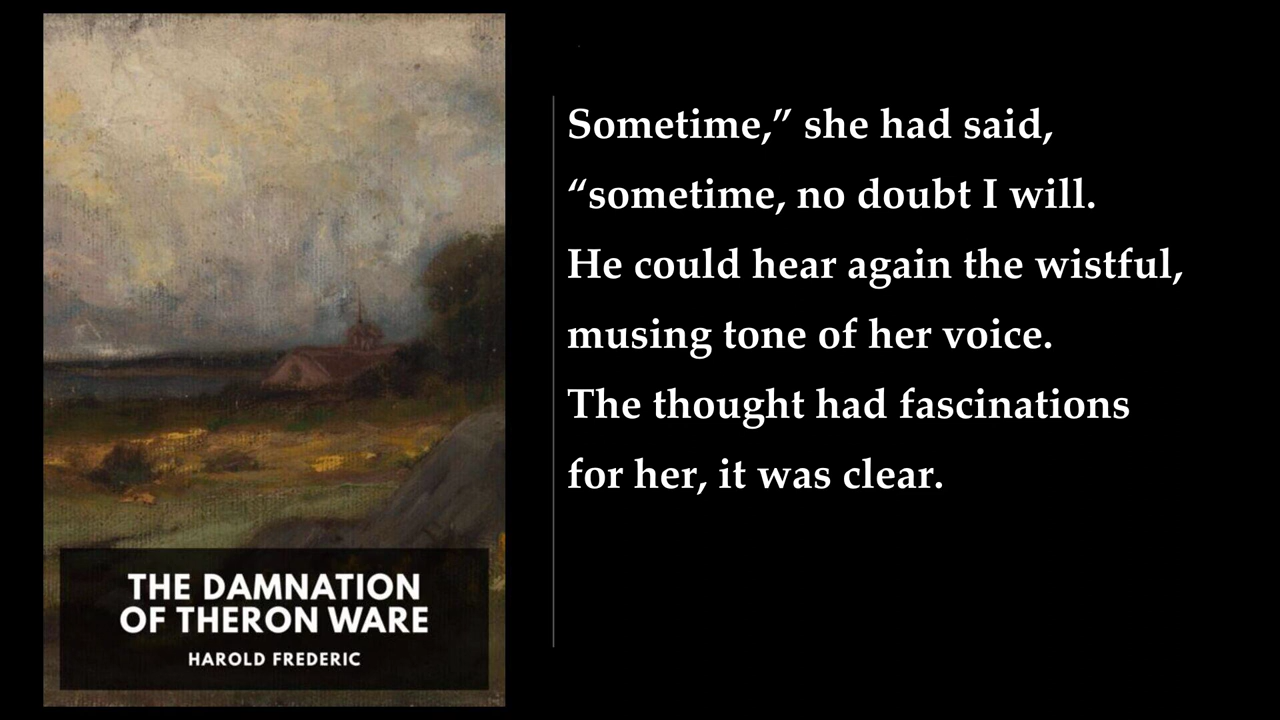 Sometime,” she had said,
“sometime, no doubt I will.
He could hear again the wistful,
musing tone of her voice.
The thought had fascinations
for her, it was clear.
THE DAMNATION
OF THERON WARE
HAROLD FREDERIC